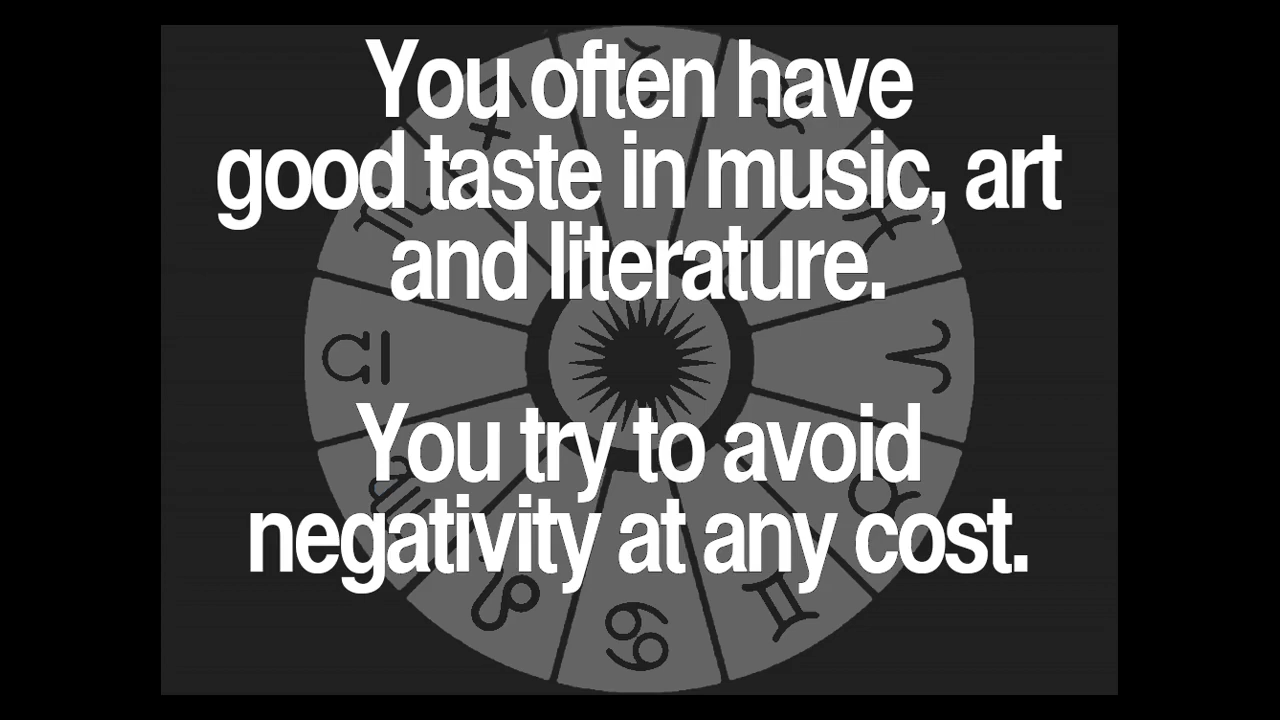 You often have
good taste in music, art
and literature.
You try to avoid
negativity at any cost.